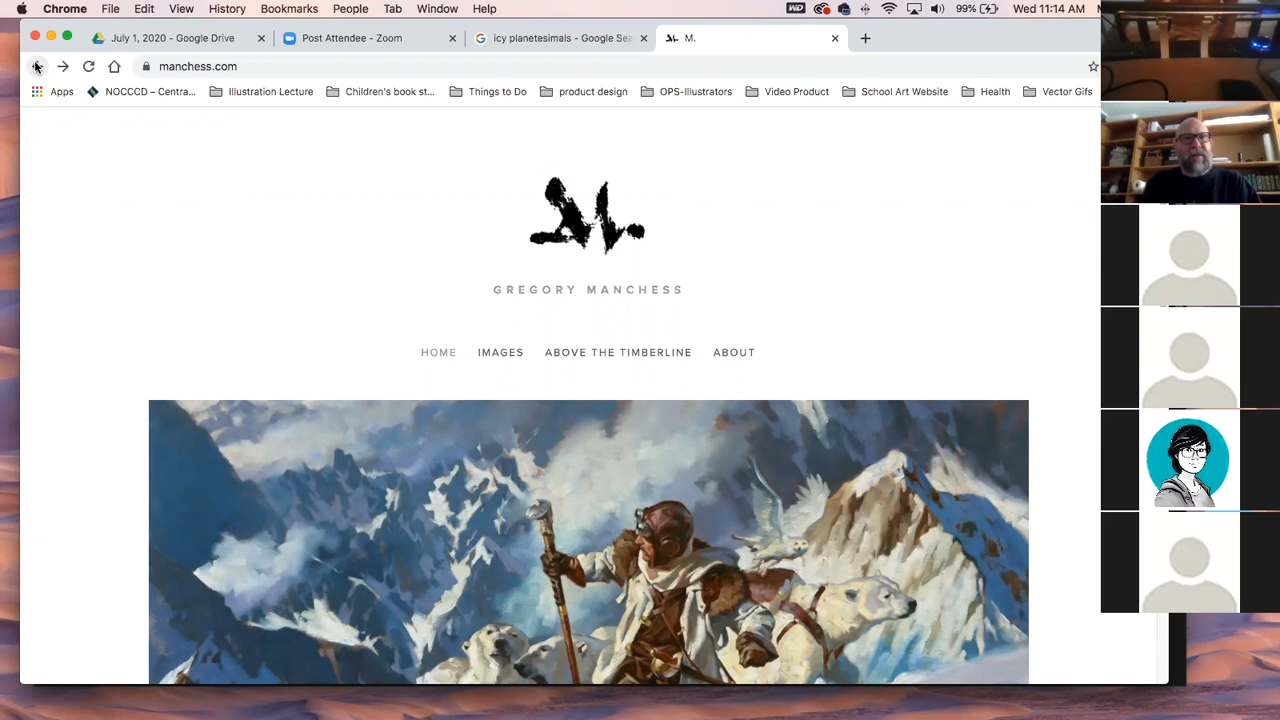 Chrome File Edit View History Bookmarks People Tab Window Help 99% Wed 11:14 AM
July 1, 2020 - Google Drive Post Attendee - Zoom icy planetesimals - Google Sea M.
manchess.com
Apps NOCCCD – Centra... Illustration Lecture Children's book st... Things to Do product design OPS-Illustrators Video Product School Art Website Health Vector Gifs
M.
GREGORY MANCHESS
HOME IMAGES ABOVE THE TIMBERLINE ABOUT